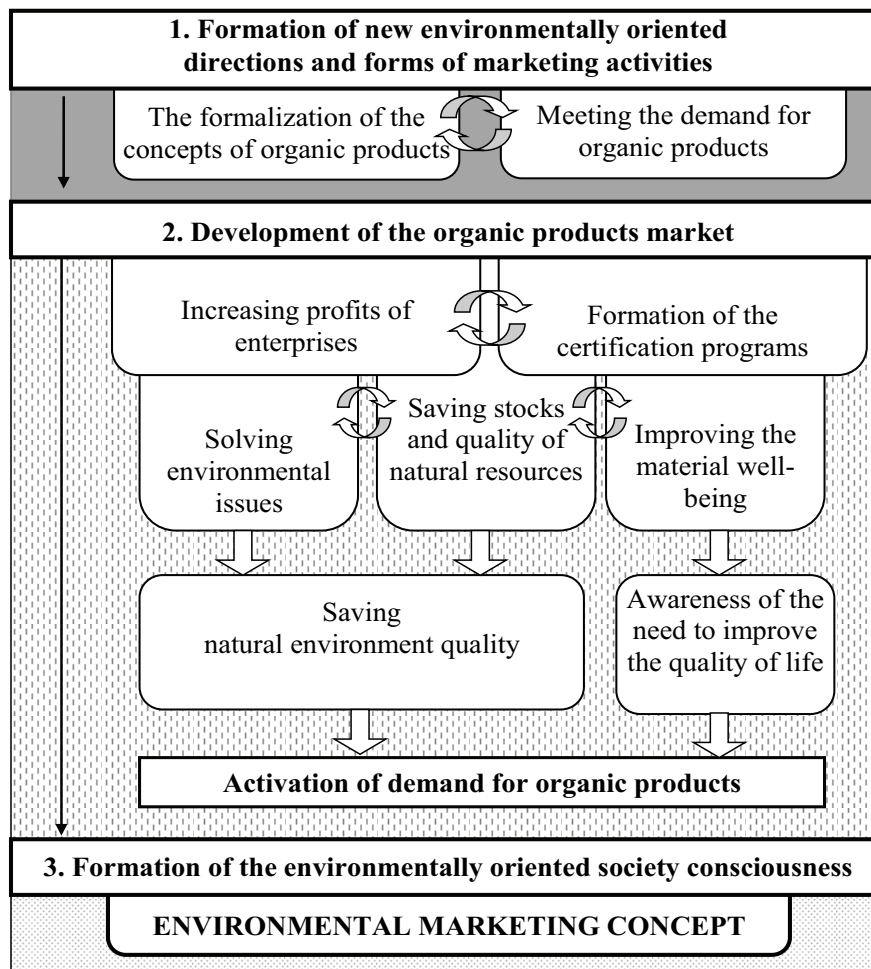 1. Formation of new environmentally oriented
directions and forms of marketing activities
The formalization of the
concepts of organic products
Meeting the demand for
organic products
2. Development of the organic products market
Increasing profits of
enterprises
Formation of the
certification programs
Solving
environmental
issues
Saving stocks
and quality of
natural resources
Improving the
material well-
being
Saving
natural environment quality
Awareness of the
need to improve
the quality of life
Activation of demand for organic products
3. Formation of the environmentally oriented society consciousness
ENVIRONMENTAL MARKETING CONCEPT